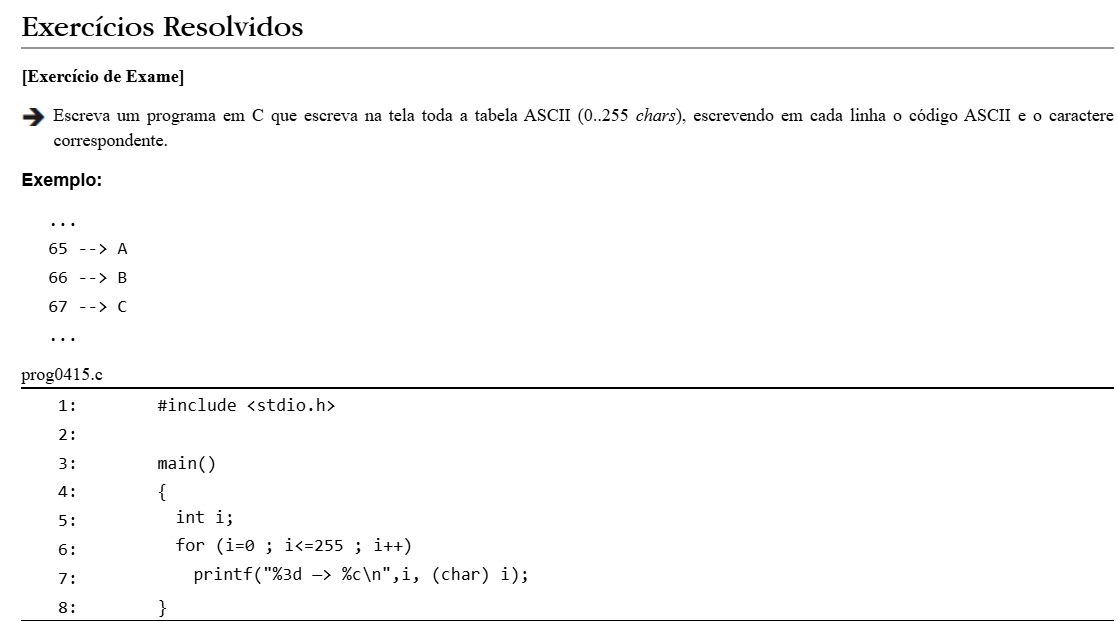 Exercícios Resolvidos
[Exercício de Exame]
➔ Escreva um programa em C que escreva na tela toda a tabela ASCII (0..255 chars), escrevendo em cada linha o código ASCII e o caractere
correspondente.
Exemplo:
...
65 --> A
66 --> B
67 --> C
...
prog0415.c
1: #include <stdio.h>
2:
3: main()
4: {
5: int i;
6: for (i=0 ; i<=255 ; i++)
7: printf("%3d –> %c\n",i, (char) i);
8: }